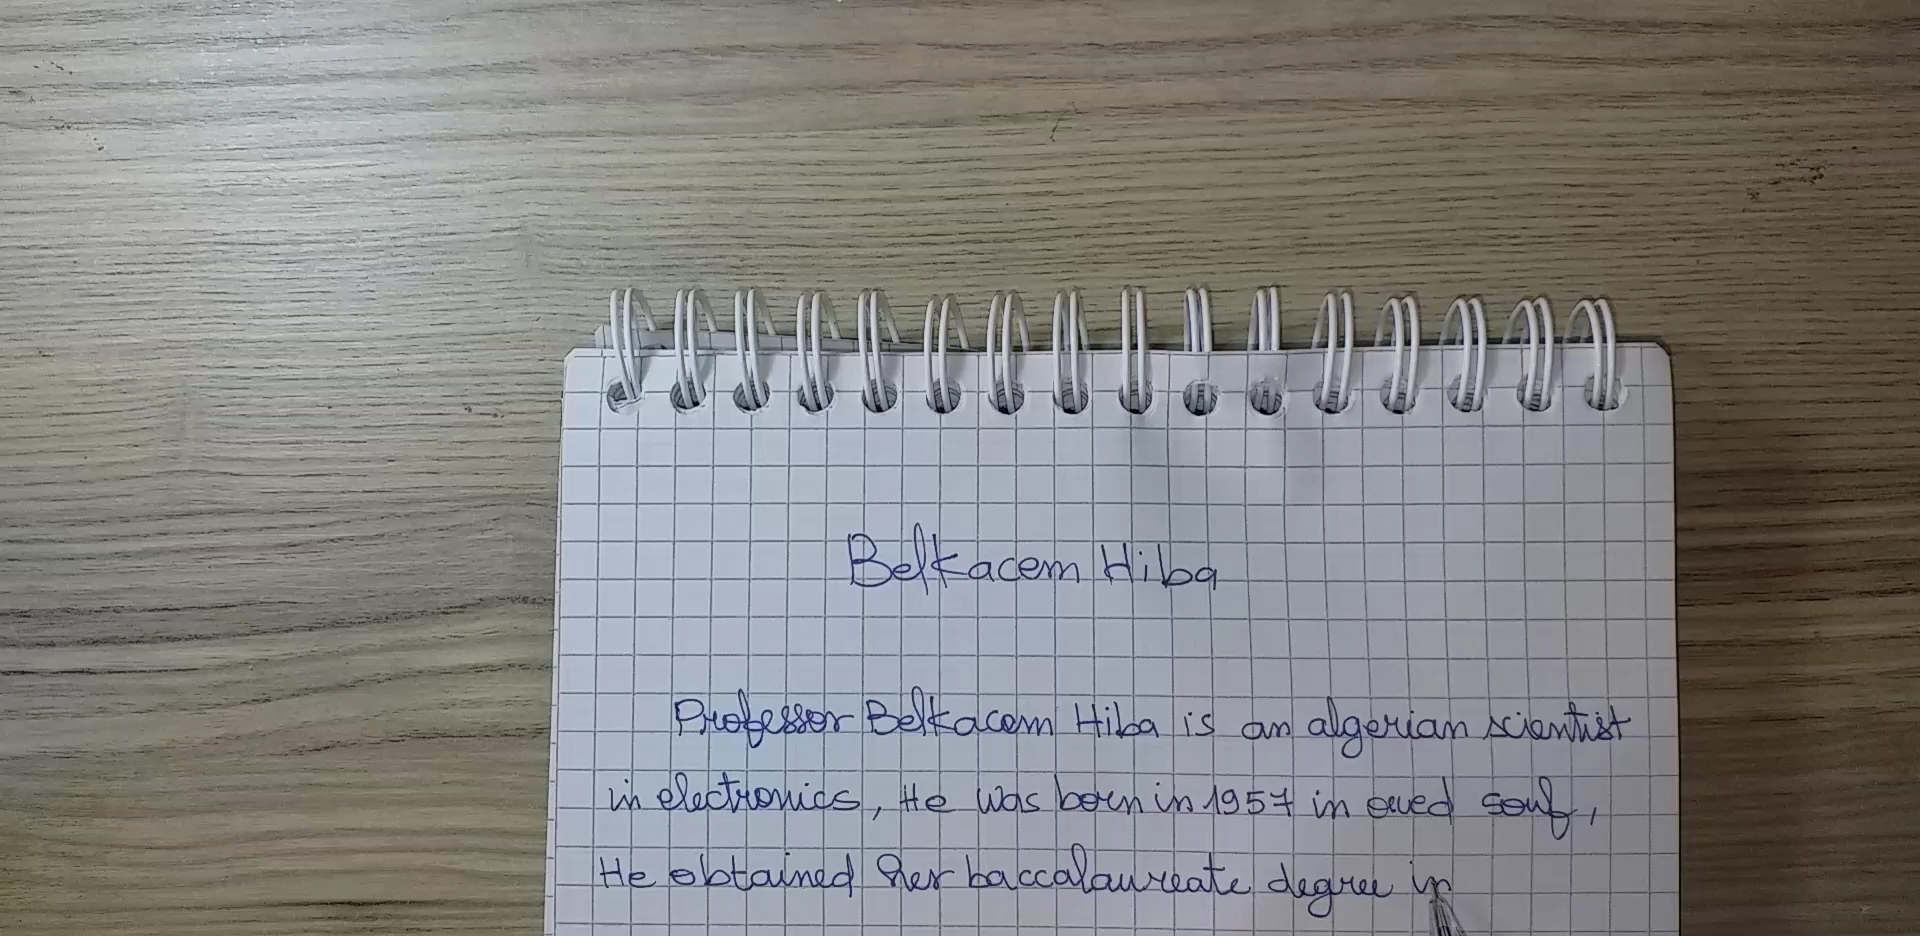 Belkacem Hiba
Professor Belkacem Hiba is an algerian scientist
in electronics, He was born in 1957 in oued souf,
He obtained her baccalaureate degree in